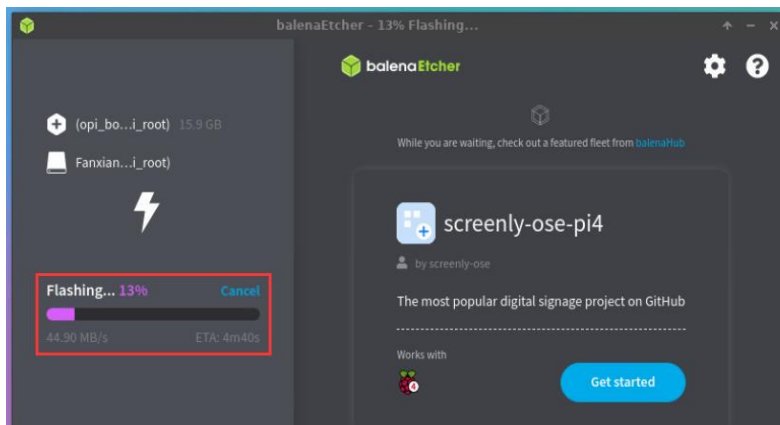 balenaEtcher - 13% Flashing...
balenaEtcher
(opi_bo...i_root) 15.9 GB
While you are waiting, check out a featured fleet from balenaHub
Fanxian...i_root)
screenly-ose-pi4
by screenly-ose
Flashing... 13% Cancel
The most popular digital signage project on GitHub
44.90 MB/s ETA: 4m40s
Works with
4
Get started